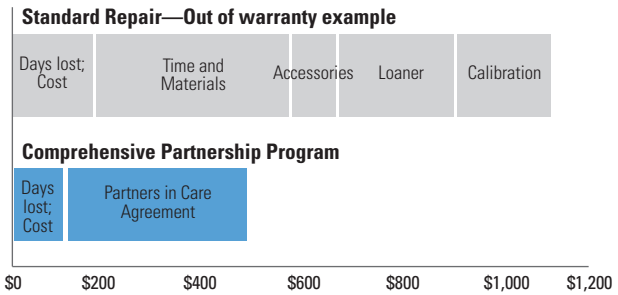 Standard Repair—Out of warranty example
Days lost;
Cost
Time and
Materials
Accessories
Loaner
Calibration
Comprehensive Partnership Program
Days
lost;
Cost
Partners in Care
Agreement
$0 $200 $400 $600 $800 $1,000 $1,200